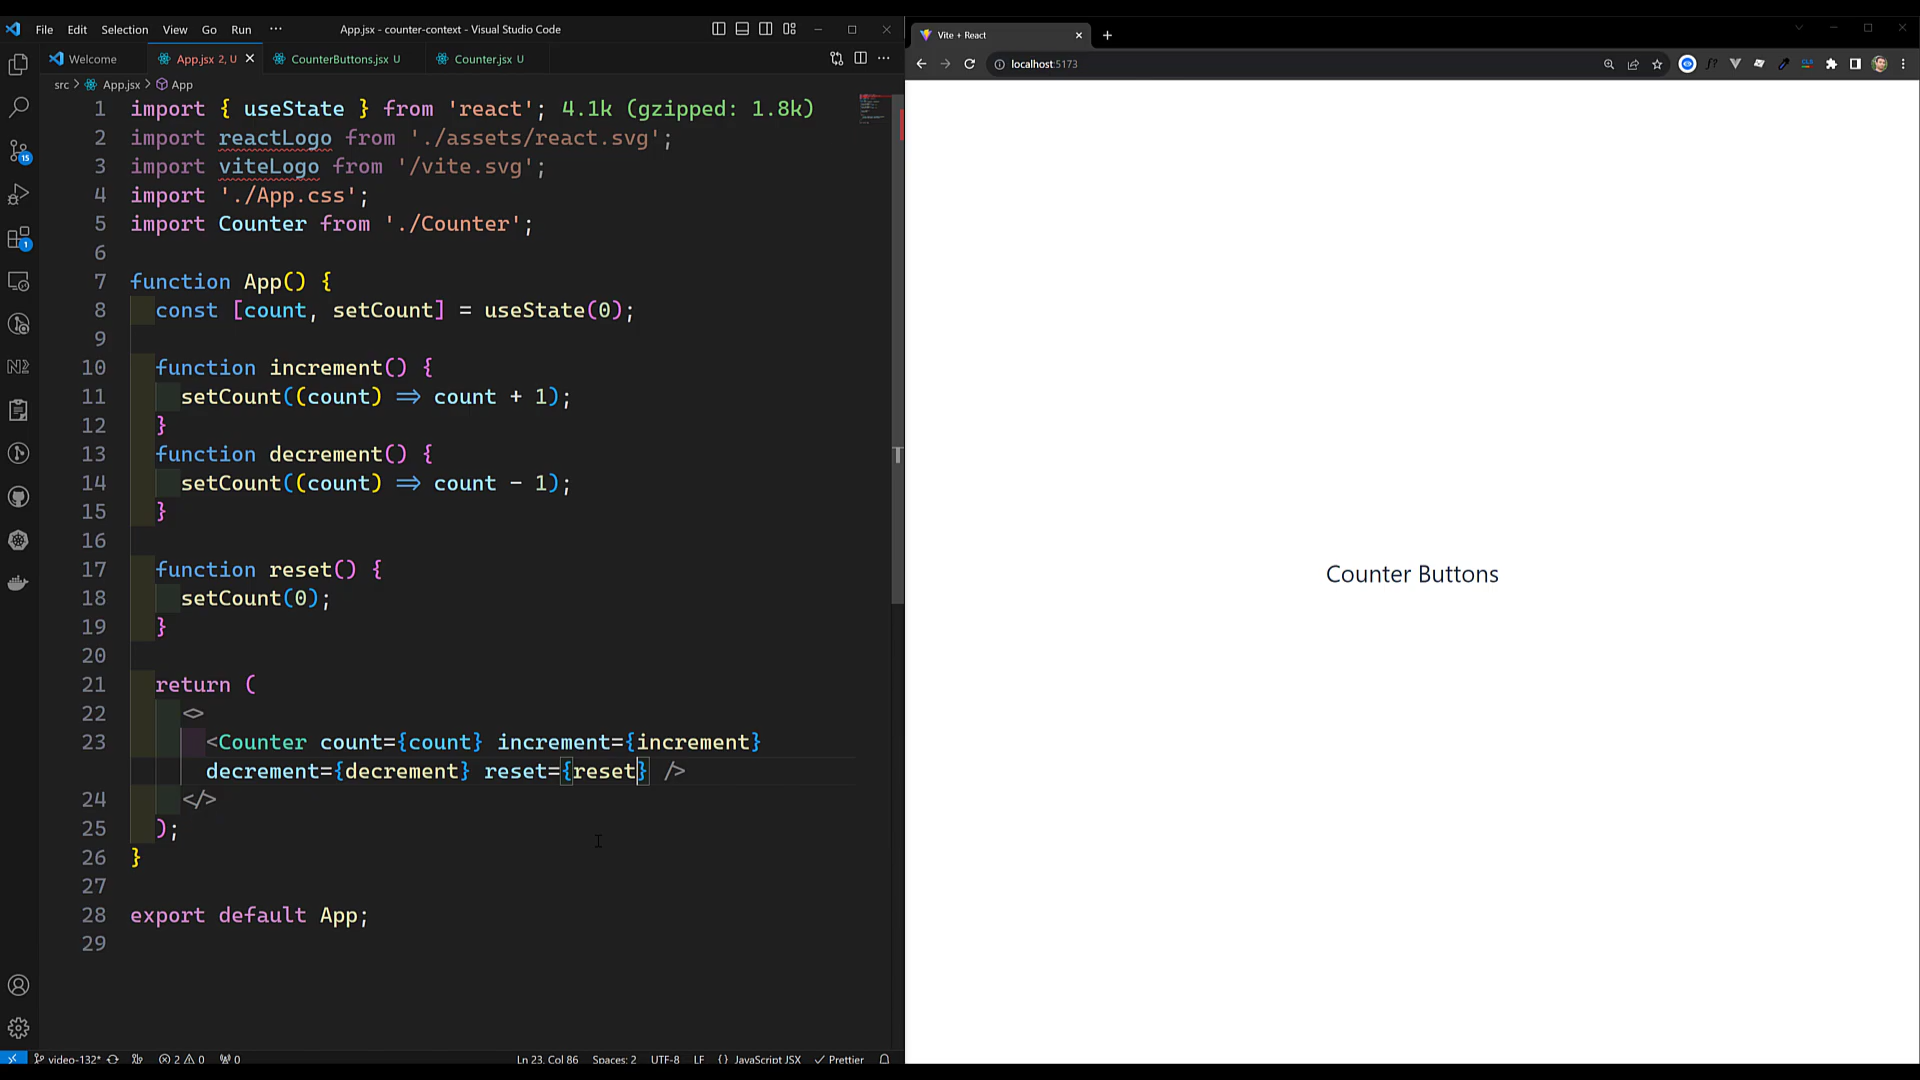 File Edit Selection View Go Run ··· App.jsx - counter-context - Visual Studio Code
Welcome App.jsx 2, U CounterButtons.jsx U Counter.jsx U
src > App.jsx > App
1 import { useState } from 'react'; 4.1k (gzipped: 1.8k)
2 import reactLogo from './assets/react.svg';
3 import viteLogo from '/vite.svg';
4 import './App.css';
5 import Counter from './Counter';
6
7 function App() {
8 const [count, setCount] = useState(0);
9
10 function increment() {
11 setCount((count) => count + 1);
12 }
13 function decrement() {
14 setCount((count) => count - 1);
15 }
16
17 function reset() {
18 setCount(0);
19 }
20
21 return (
22 <>
23 <Counter count={count} increment={increment}
decrement={decrement} reset={reset} />
24 </>
25 );
26 }
27
28 export default App;
29
15
1
video-132* 2 0 0 Ln 23, Col 86 Spaces: 2 UTF-8 LF {} JavaScript JSX Prettier
Vite + React
localhost:5173
Counter Buttons